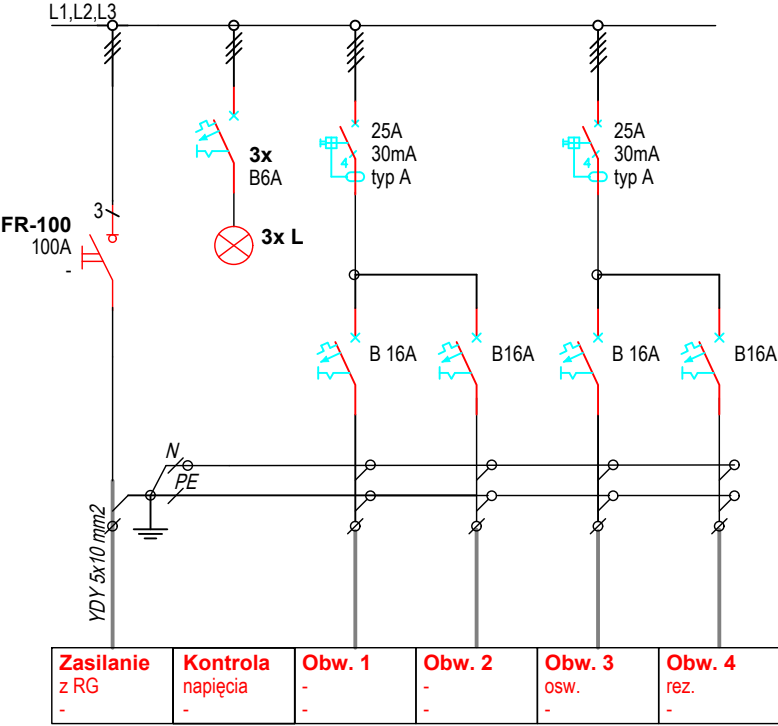 L1,L2,L3
3x
B6A
3x L
25A
30mA
typ A
4
25A
30mA
typ A
4
3
FR-100
100A
-
B 16A
B16A
B 16A
B16A
N
PE
YDY 5x10 mm2
Zasilanie
z RG
-
Kontrola
napięcia
-
Obw. 1
-
-
Obw. 2
-
-
Obw. 3
osw.
-
Obw. 4
rez.
-